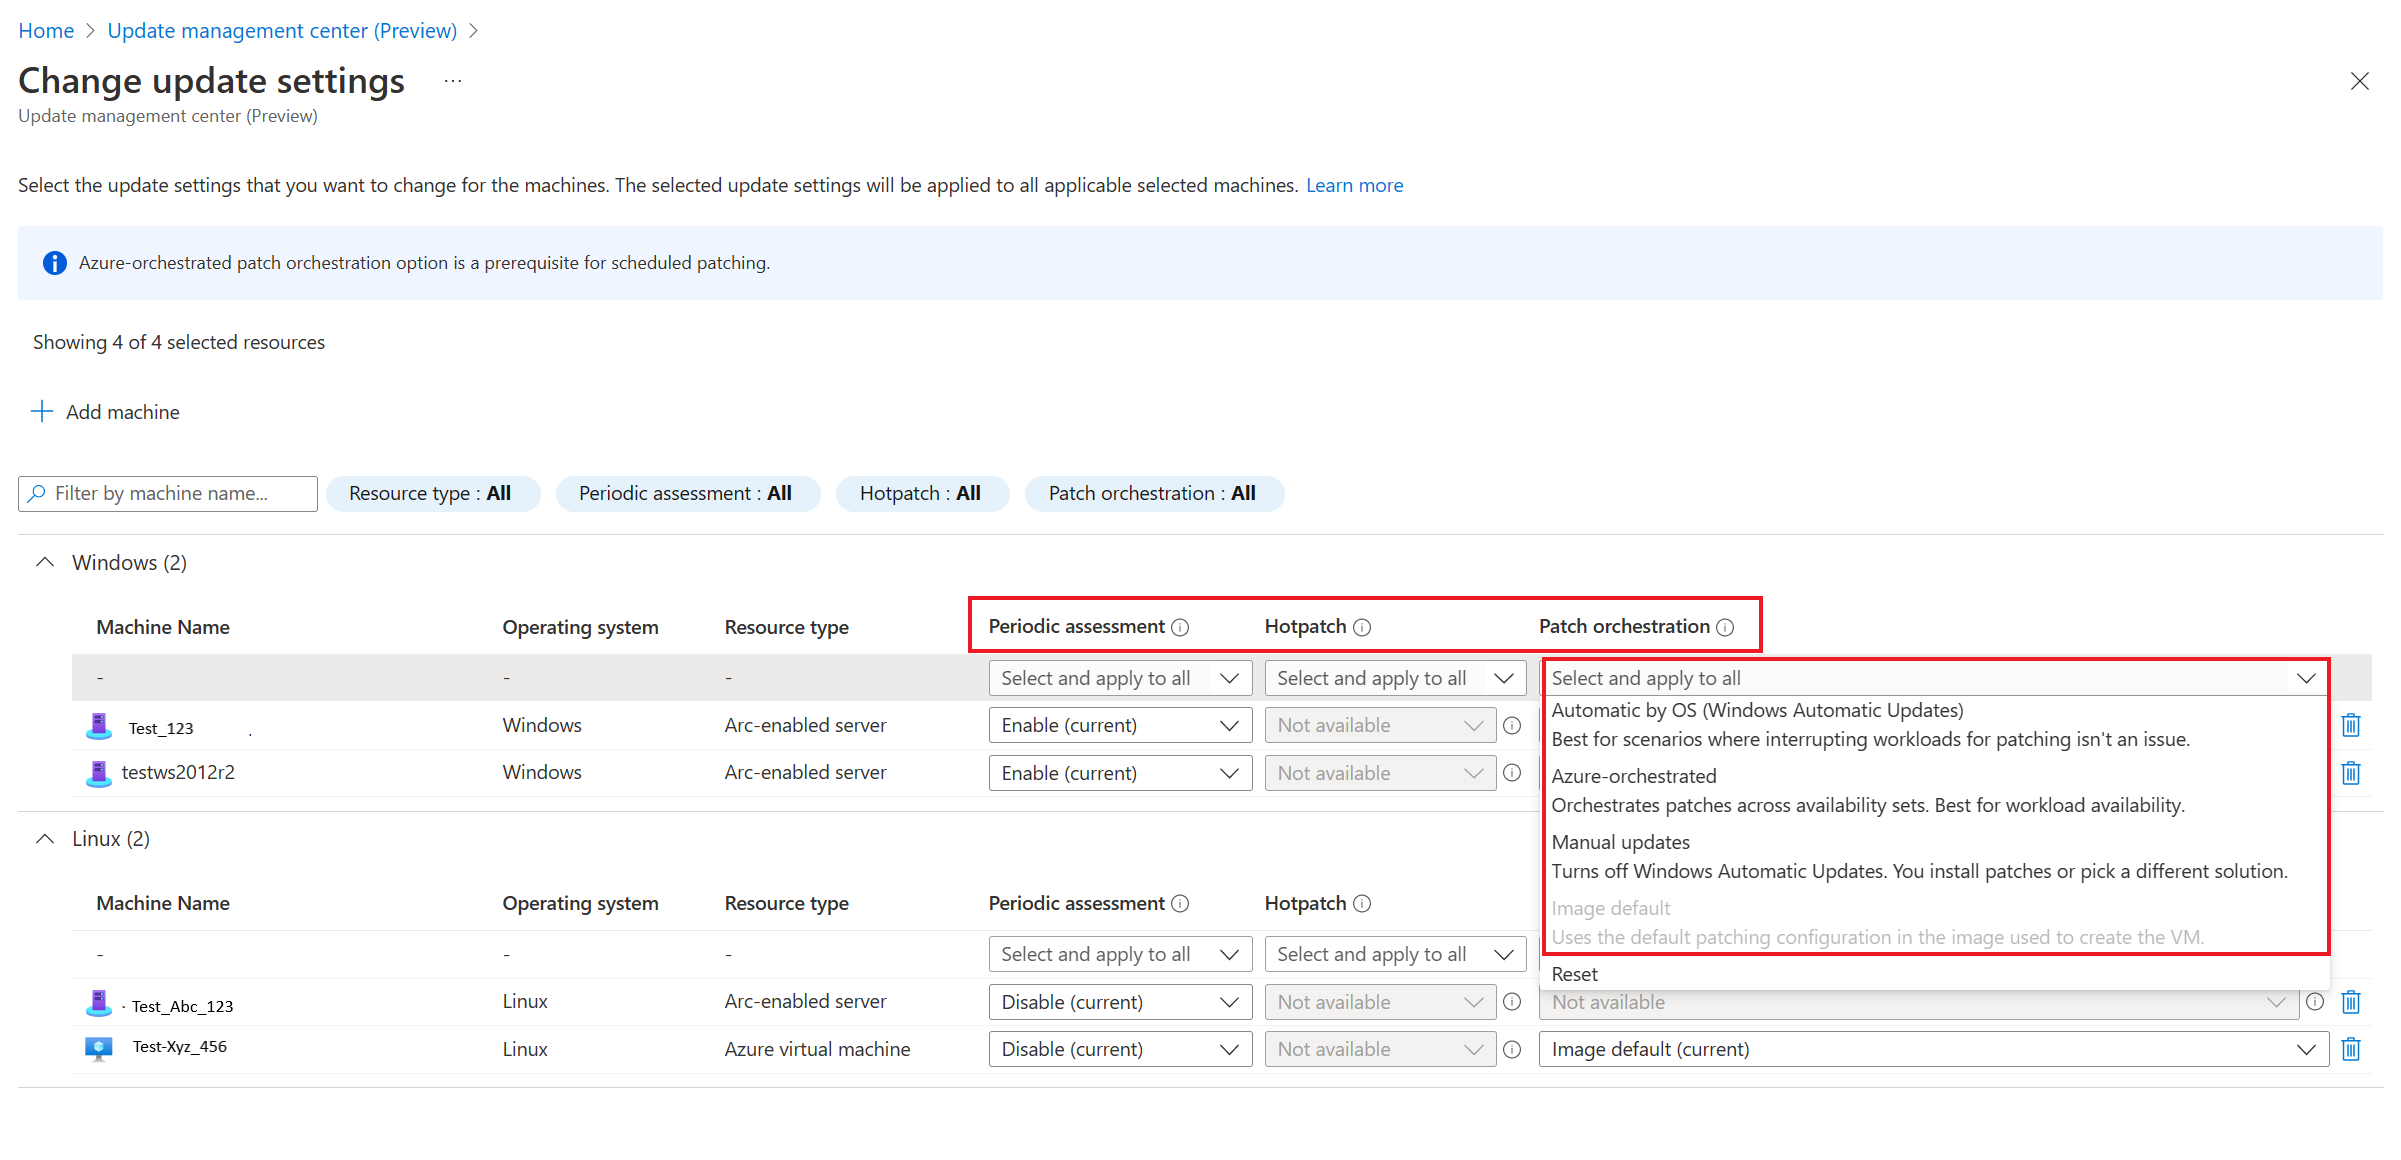 Home > Update management center (Preview) >
Change update settings ...
Update management center (Preview)
Select the update settings that you want to change for the machines. The selected update settings will be applied to all applicable selected machines. Learn more
Azure-orchestrated patch orchestration option is a prerequisite for scheduled patching.
Showing 4 of 4 selected resources
Add machine
Filter by machine name... Resource type : All Periodic assessment : All Hotpatch : All Patch orchestration : All
Windows (2)
Machine Name Operating system Resource type Periodic assessment Hotpatch Patch orchestration
- - - Select and apply to all Select and apply to all Select and apply to all
Test_123 . Windows Arc-enabled server Enable (current) Not available
testws2012r2 Windows Arc-enabled server Enable (current) Not available
Automatic by OS (Windows Automatic Updates)
Best for scenarios where interrupting workloads for patching isn't an issue.
Azure-orchestrated
Orchestrates patches across availability sets. Best for workload availability.
Manual updates
Turns off Windows Automatic Updates. You install patches or pick a different solution.
Image default
Uses the default patching configuration in the image used to create the VM.
Reset
Linux (2)
Machine Name Operating system Resource type Periodic assessment Hotpatch
- - - Select and apply to all Select and apply to all
Test_Abc_123 Linux Arc-enabled server Disable (current) Not available Not available
Test-Xyz_456 Linux Azure virtual machine Disable (current) Not available Image default (current)